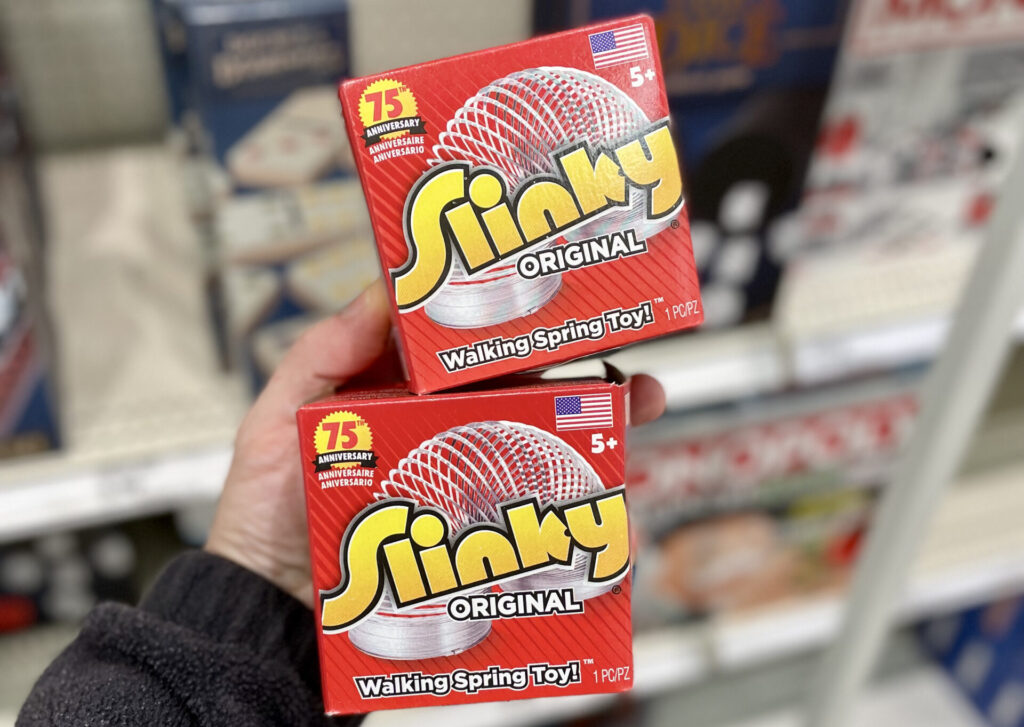 75TH
ANNIVERSARY
ANNIVERSAIRE
ANIVERSARIO
5+
Slinky®
ORIGINAL
Walking Spring Toy!™
1 PC/PZ
75TH
ANNIVERSARY
ANNIVERSAIRE
ANIVERSARIO
5+
Slinky®
ORIGINAL
Walking Spring Toy!™
1 PC/PZ
MONOPOLY